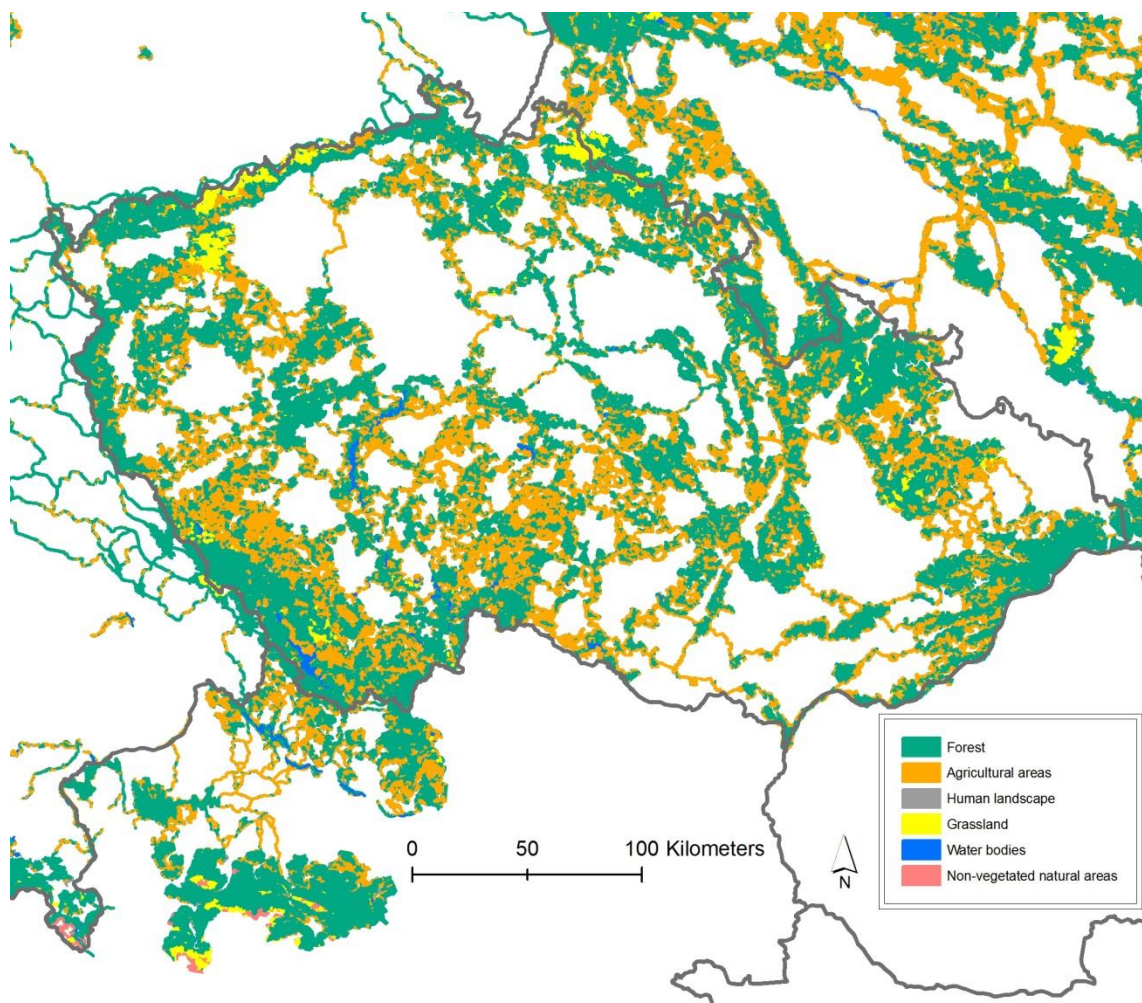 Forest
Agricultural areas
Human landscape
Grassland
Water bodies
Non-vegetated natural areas
0 50 100 Kilometers
N